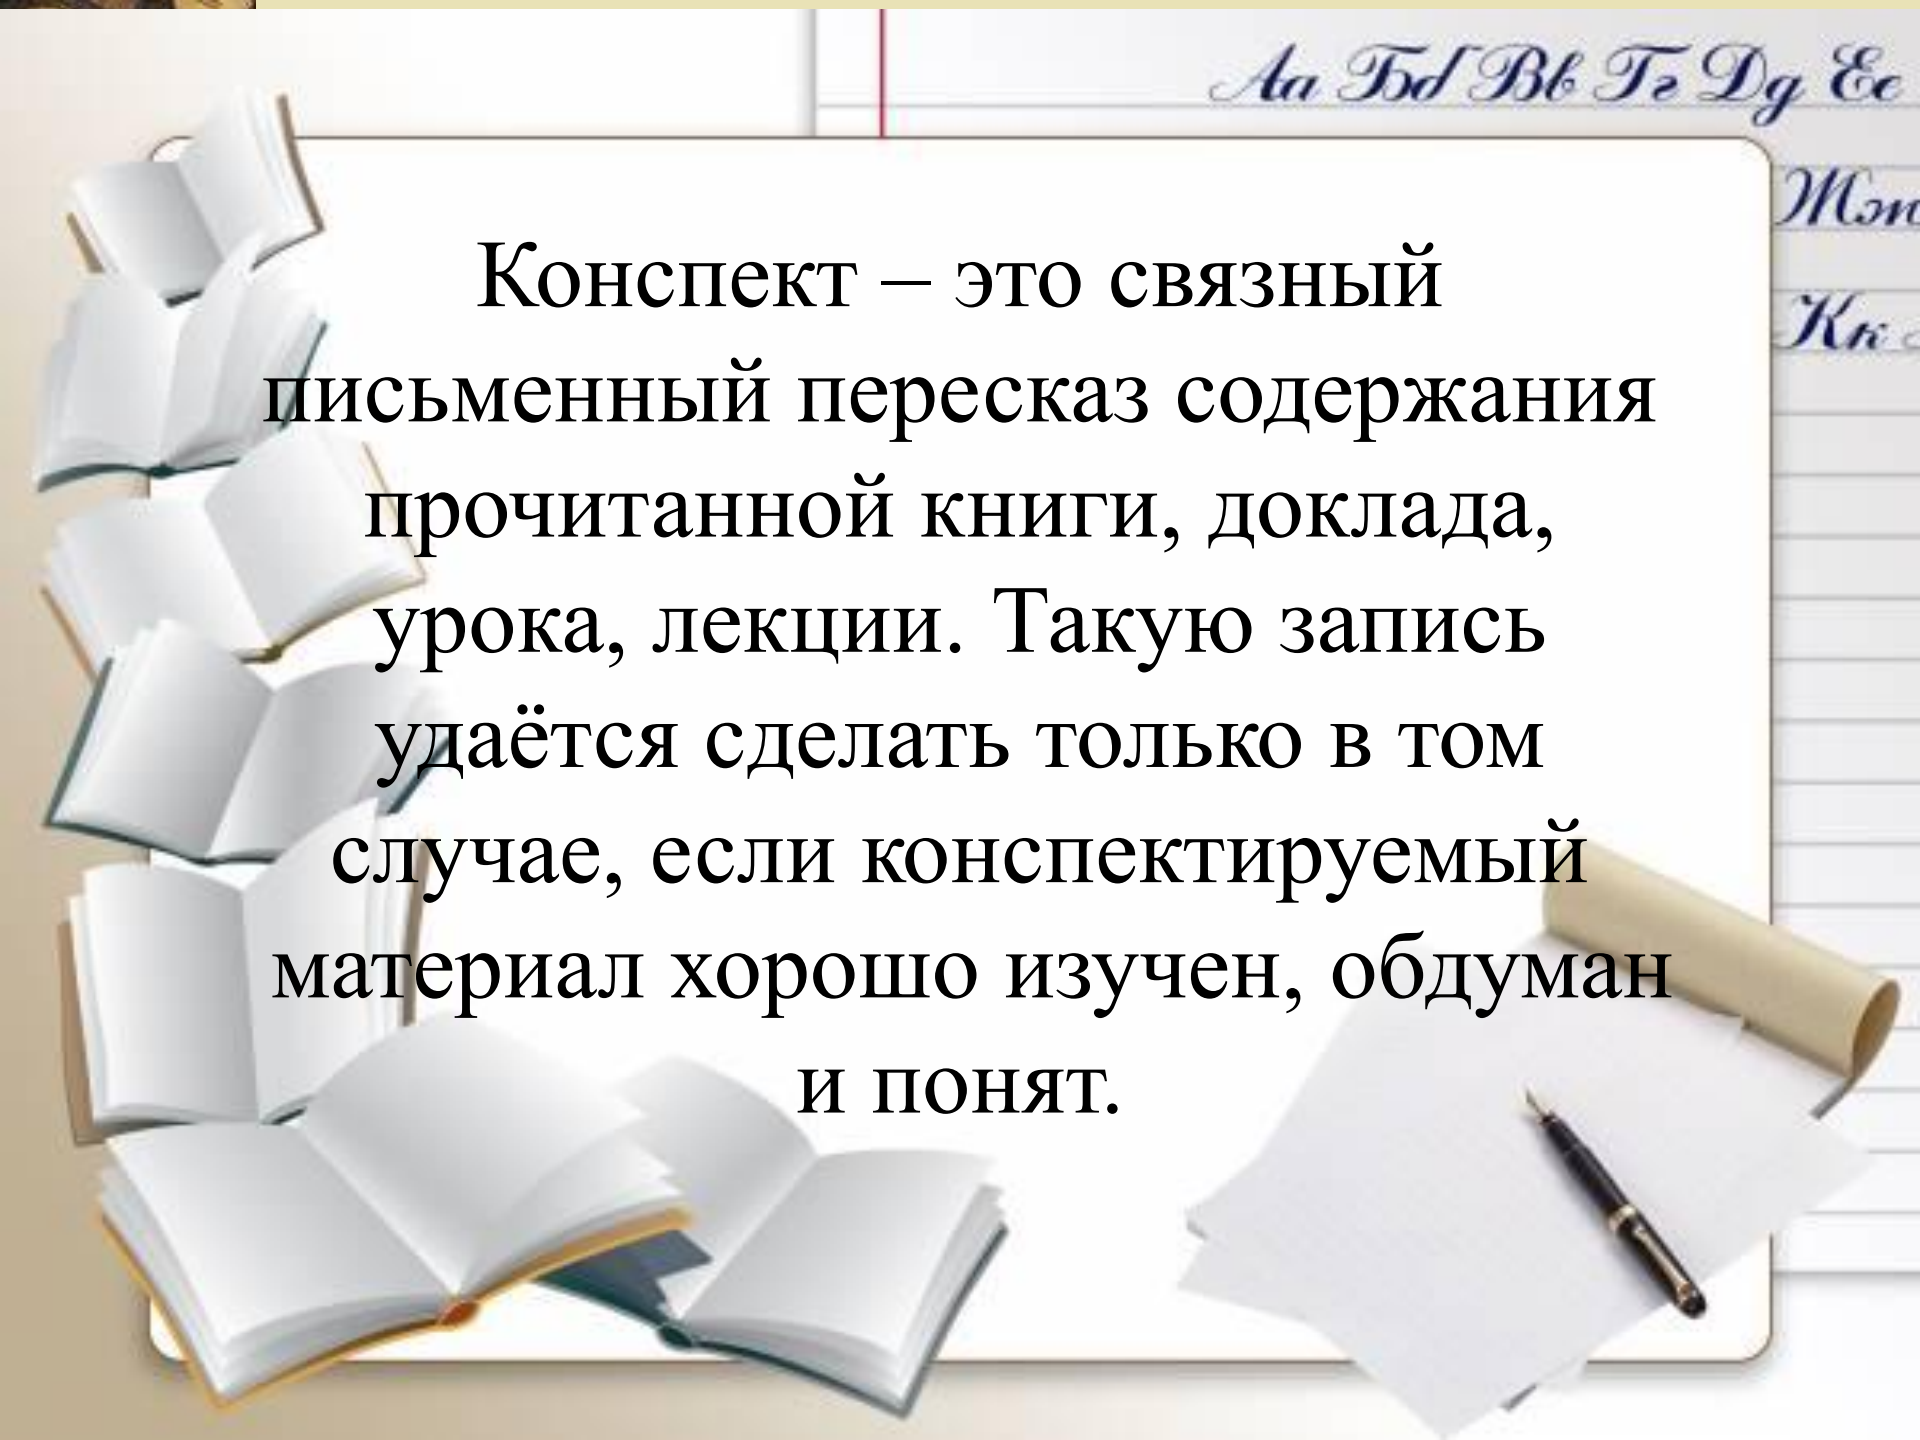 Аа Бб Вв Гг Дд Ее
Кк
Конспект – это связный
письменный пересказ содержания
прочитанной книги, доклада,
урока, лекции. Такую запись
удаётся сделать только в том
случае, если конспектируемый
материал хорошо изучен, обдуман
и понят.